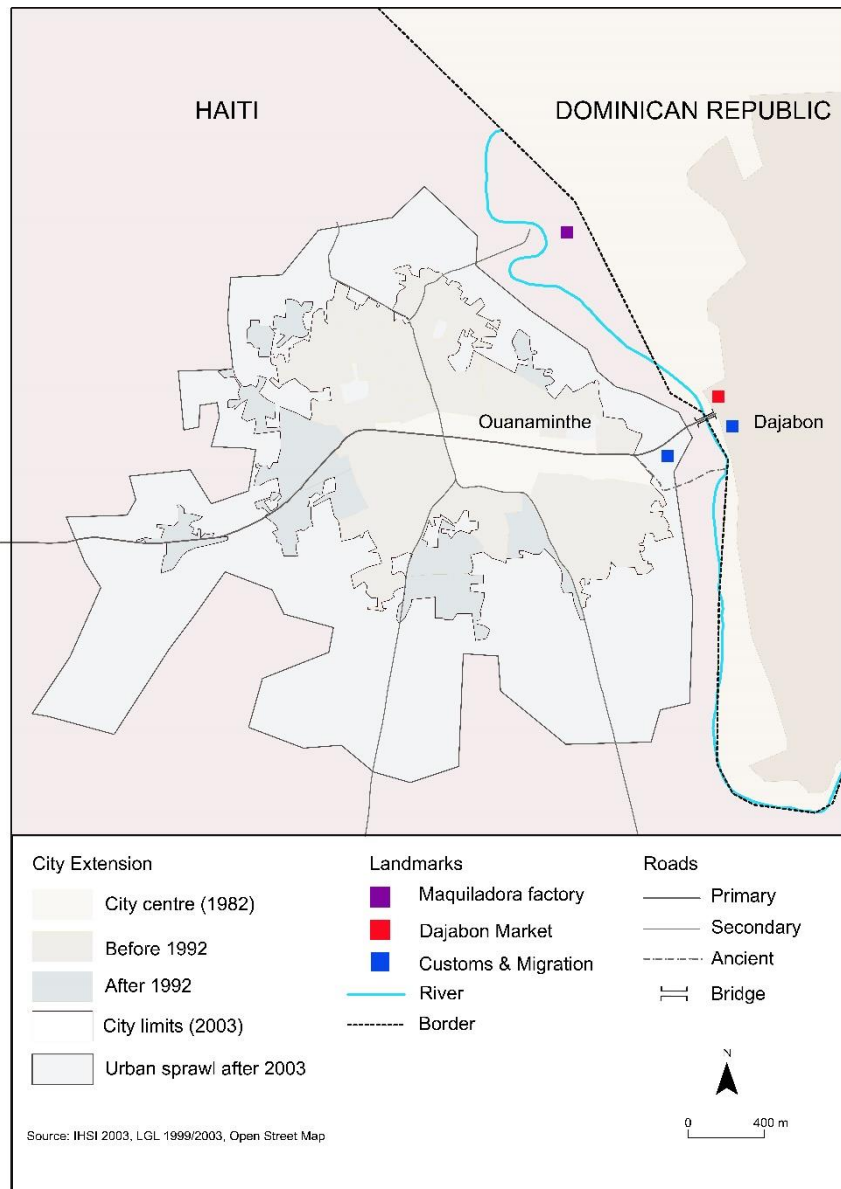 HAITI
DOMINICAN REPUBLIC
Ouanaminthe
Dajabon
City Extension
City centre (1982)
Before 1992
After 1992
City limits (2003)
Urban sprawl after 2003
Landmarks
Maquiladora factory
Dajabon Market
Customs & Migration
River
Border
Roads
Primary
Secondary
Ancient
Bridge
N
0 400 m
Source: IHSI 2003, LGL 1999/2003, Open Street Map